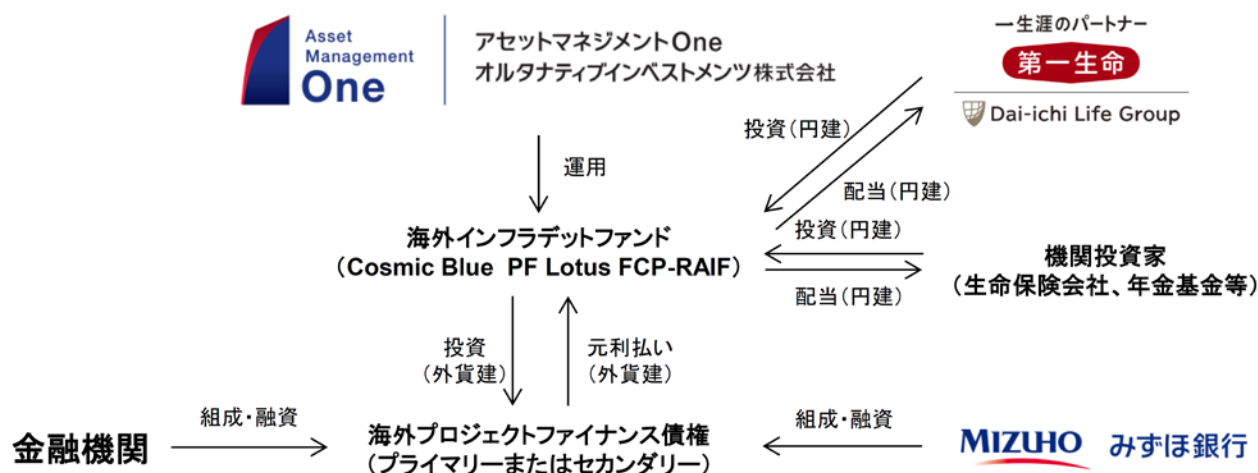 Asset
Management
One
アセットマネジメントOne
オルタナティブインベストメンツ株式会社
一生涯のパートナー
第一生命
Dai-ichi Life Group
投資(円建)
運用
配当(円建)
海外インフラデットファンド
(Cosmic Blue PF Lotus FCP-RAIF)
投資(円建)
配当(円建)
機関投資家
(生命保険会社、年金基金等)
投資
(外貨建)
元利払い
(外貨建)
金融機関
組成・融資
海外プロジェクトファイナンス債権
(プライマリーまたはセカンダリー)
組成・融資
MIZUHO みずほ銀行